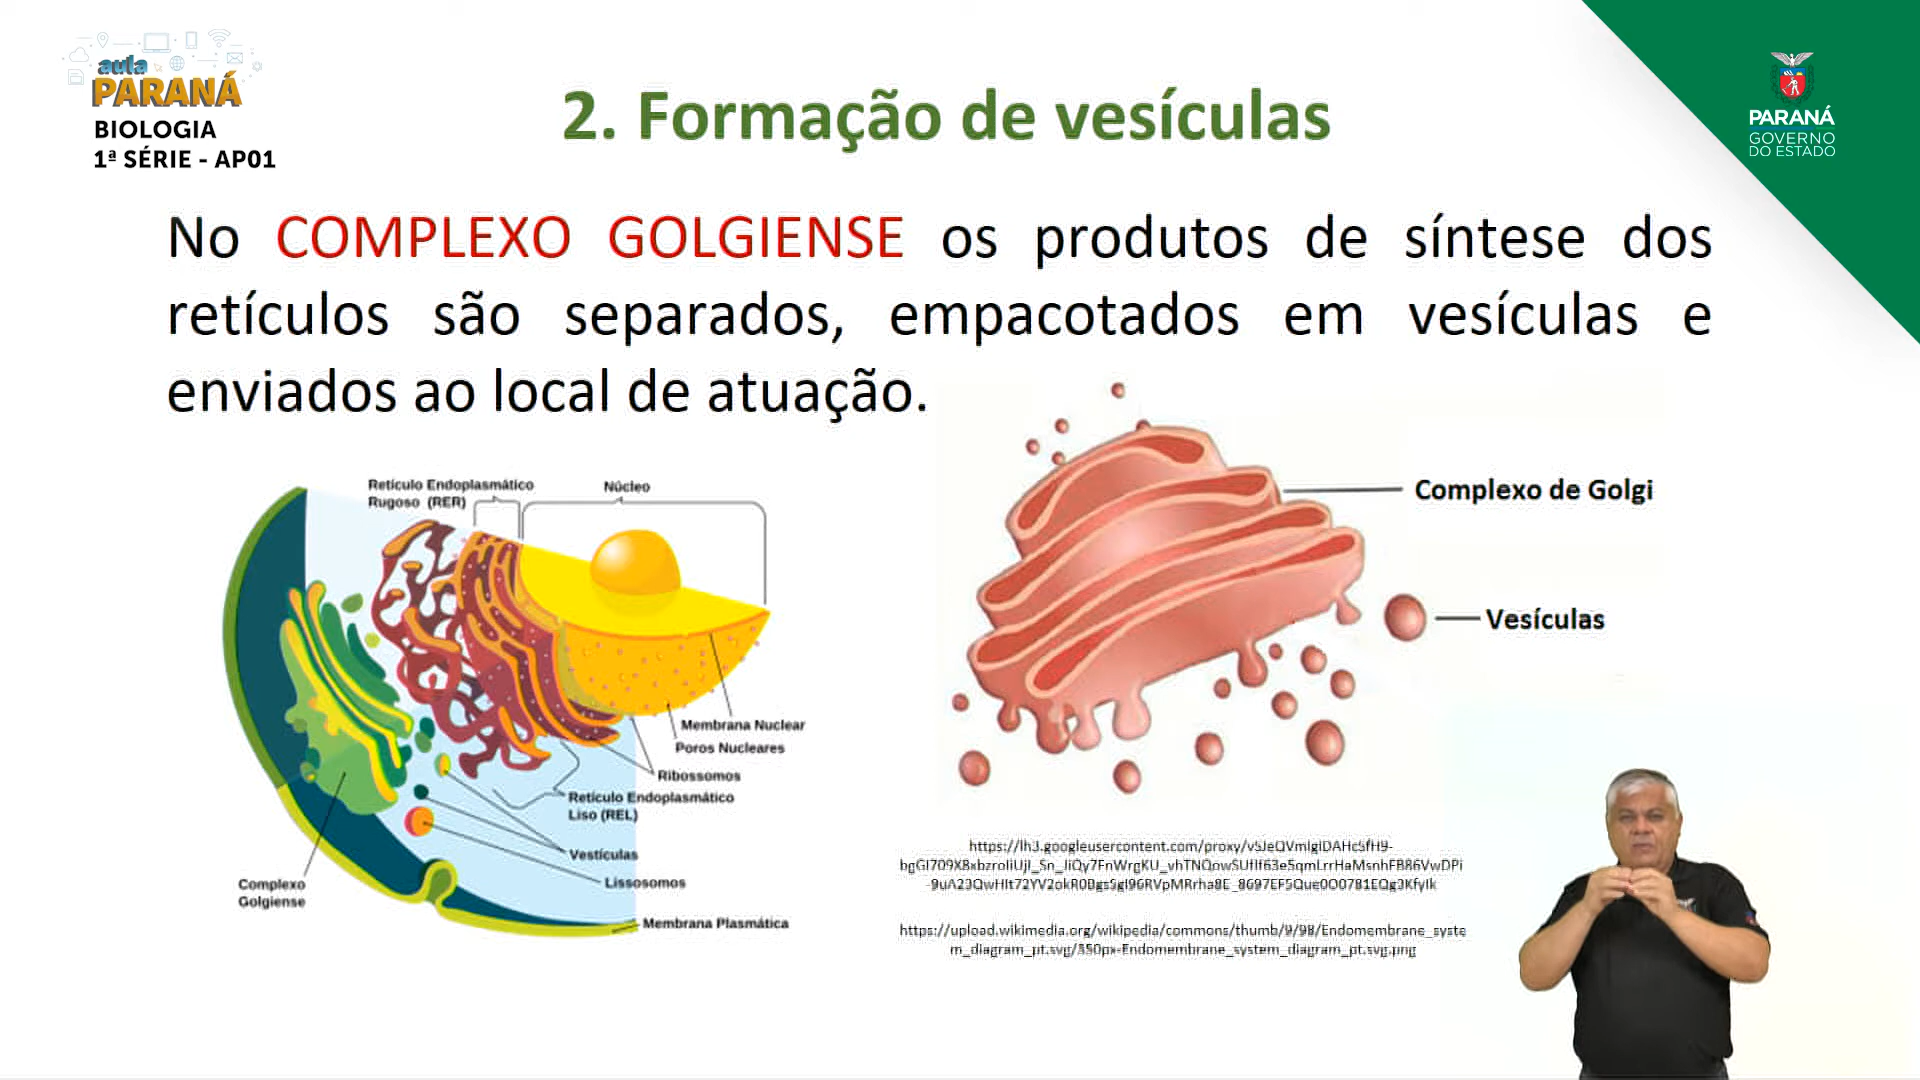 aula
PARANÁ
BIOLOGIA
1ª SÉRIE - AP01
2. Formação de vesículas
PARANÁ
GOVERNO
DO ESTADO
No COMPLEXO GOLGIENSE os produtos de síntese dos
retículos são separados, empacotados em vesículas e
enviados ao local de atuação.
Retículo Endoplasmático
Rugoso (RER)
Núcleo
Membrana Nuclear
Poros Nucleares
Ribossomos
Retículo Endoplasmático
Liso (REL)
Vestículas
Lissosomos
Membrana Plasmática
Complexo
Golgiense
Complexo de Golgi
Vesículas
https://upload.wikimedia.org/wikipedia/commons/thumb/9/98/Endomembrane_syste
m_diagram_pt.svg/350px-Endomembrane_system_diagram_pt.svg.png